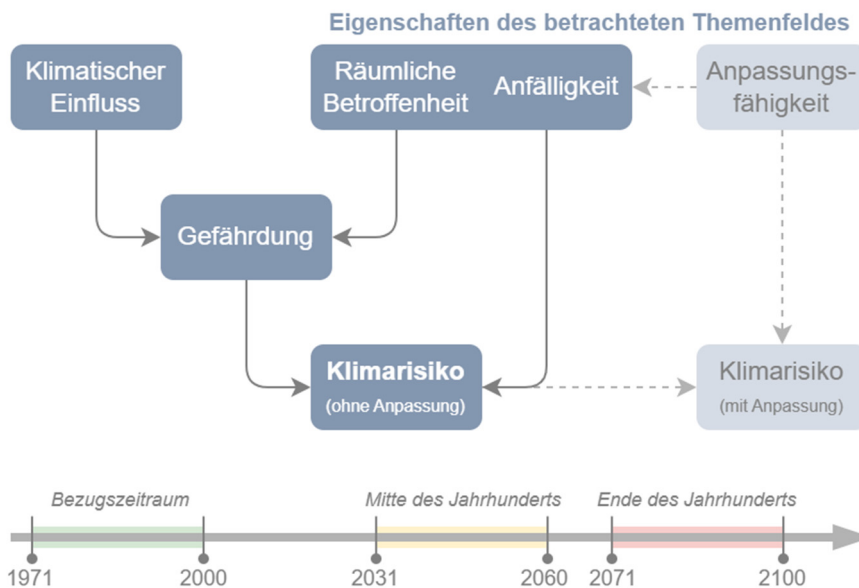 Eigenschaften des betrachteten Themenfeldes
Klimatischer
Einfluss
Räumliche
Betroffenheit
Anfälligkeit
Anpassungs-
fähigkeit
Gefährdung
Klimarisiko
(ohne Anpassung)
Klimarisiko
(mit Anpassung)
Bezugszeitraum
Mitte des Jahrhunderts
Ende des Jahrhunderts
1971
2000
2031
2060
2071
2100